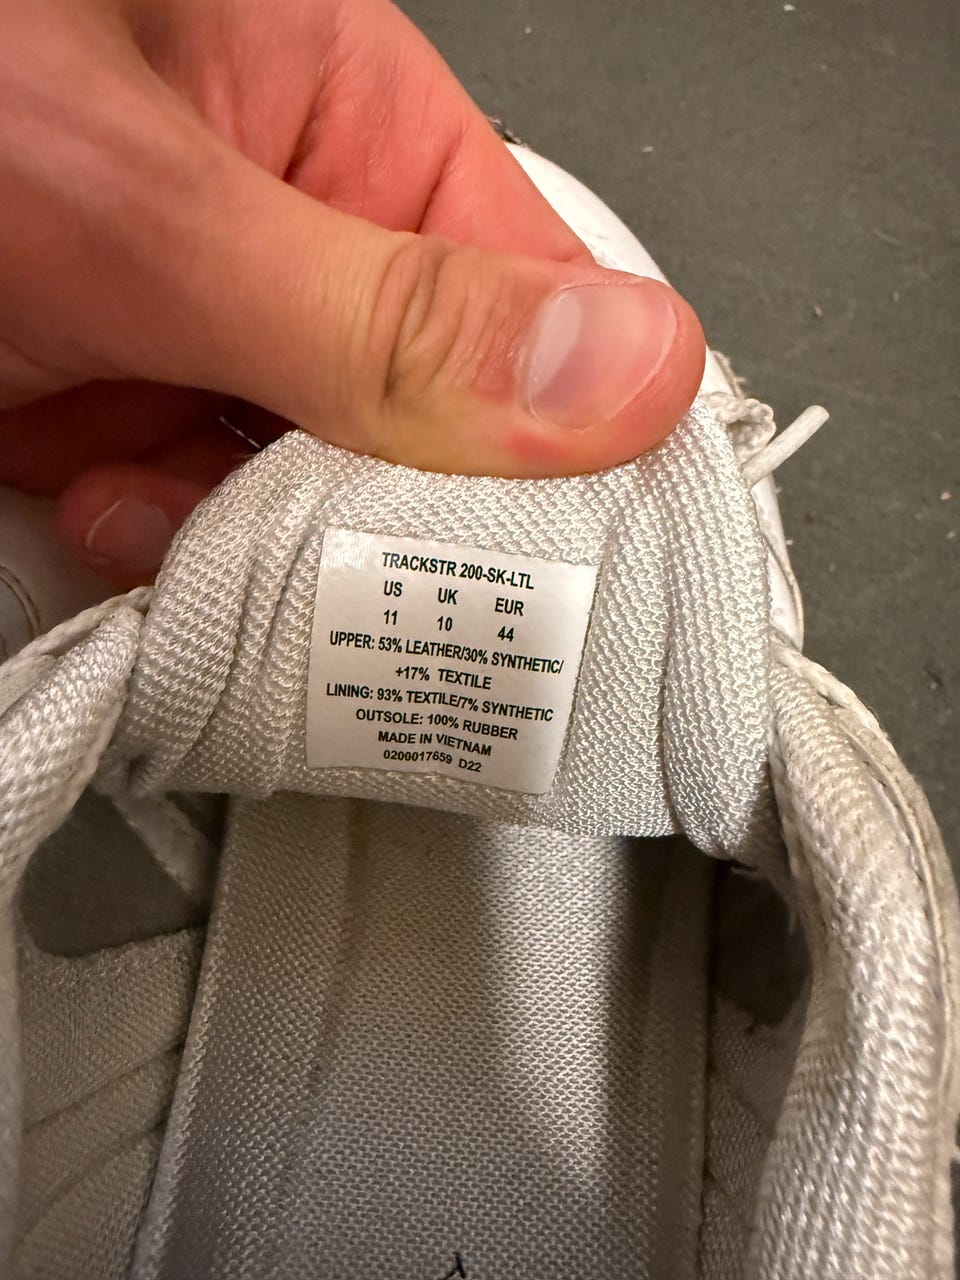 TRACKSTR 200-SK-LTL
US UK EUR
11 10 44
UPPER: 53% LEATHER/30% SYNTHETIC/
+17% TEXTILE
LINING: 93% TEXTILE/7% SYNTHETIC
OUTSOLE: 100% RUBBER
MADE IN VIETNAM
0200017659 D22